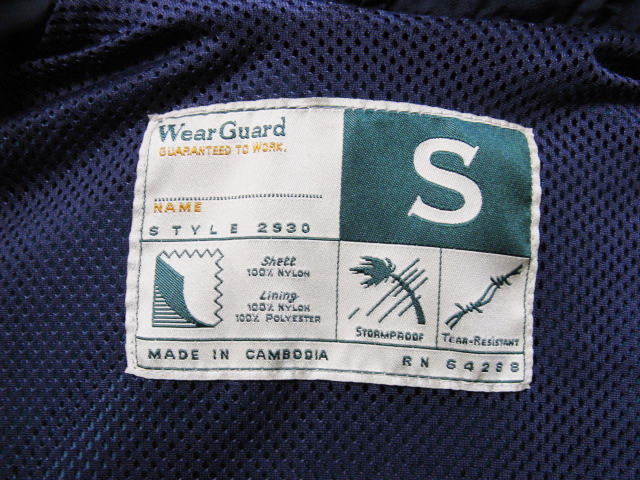 WearGuard
GUARANTEED TO WORK.
S
NAME
STYLE 2930
Shell
100% NYLON
Lining
100% NYLON
100% POLYESTER
STORMPROOF
TEAR-RESISTANT
MADE IN CAMBODIA
RN 64288